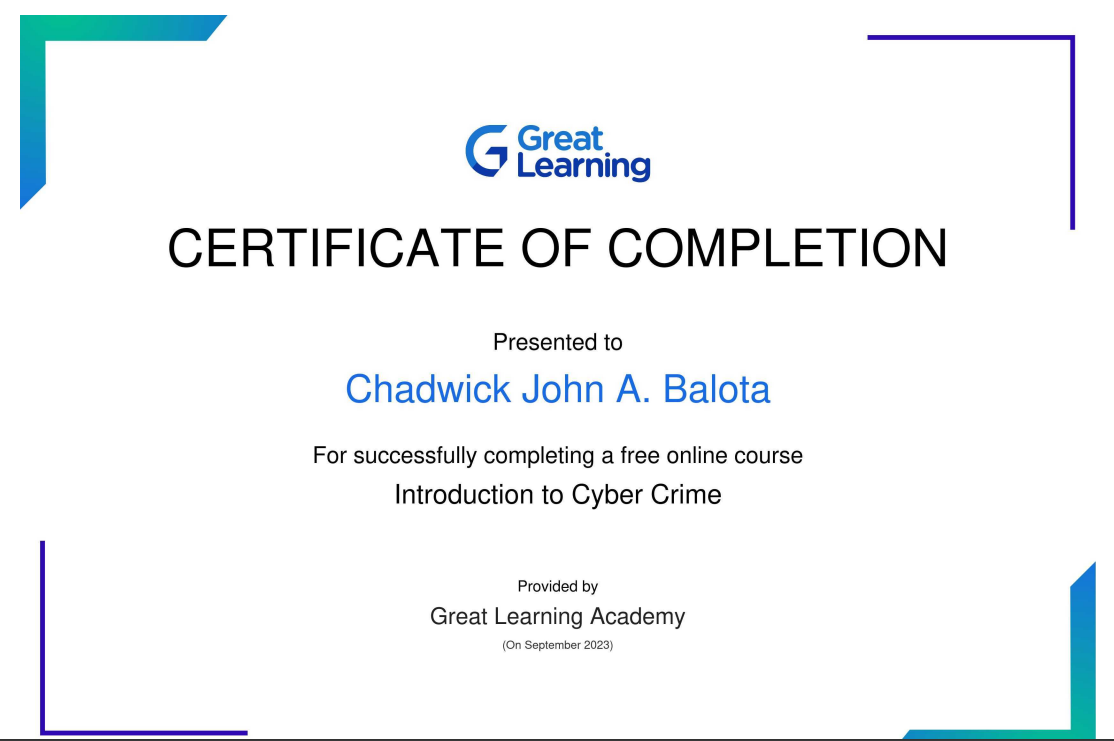 Great
Learning
CERTIFICATE OF COMPLETION
Presented to
Chadwick John A. Balota
For successfully completing a free online course
Introduction to Cyber Crime
Provided by
Great Learning Academy
(On September 2023)